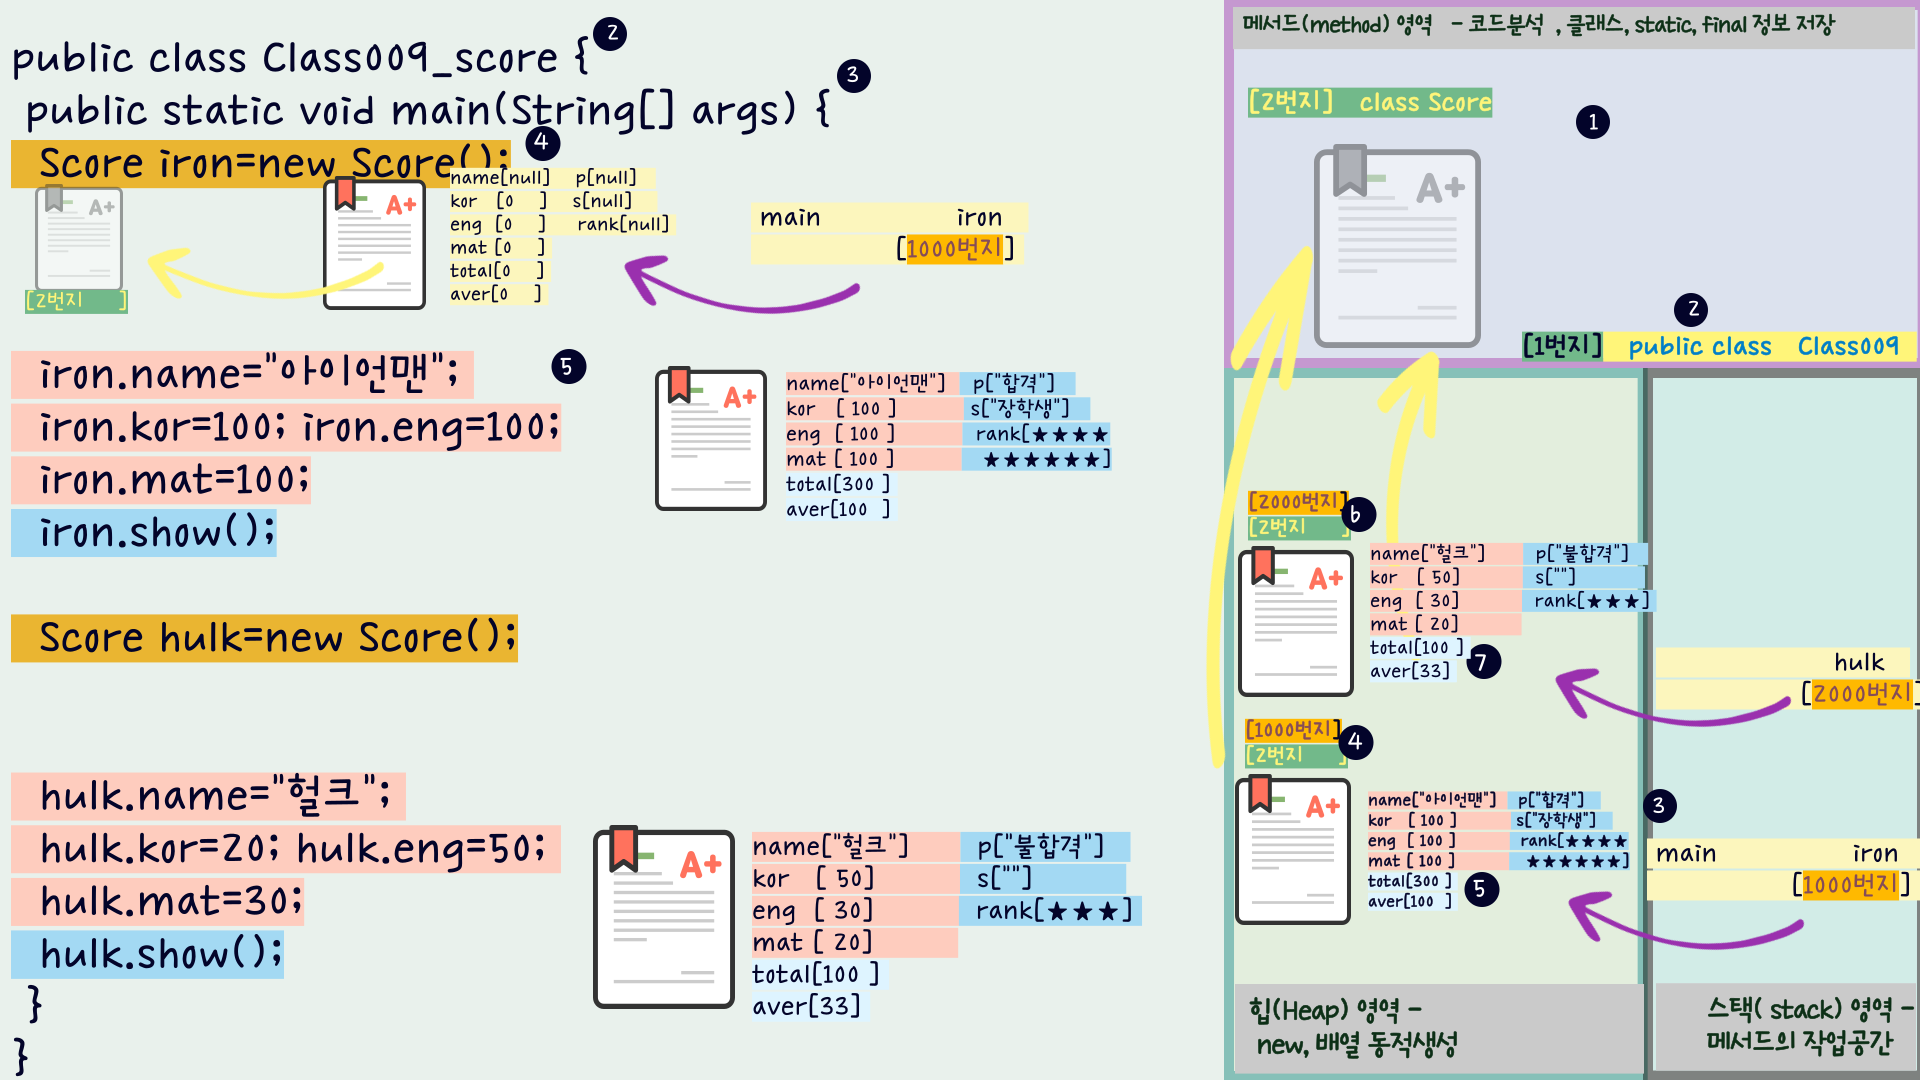 public class Class009_score { 2
public static void main(String[] args) { 3
Score iron=new Score(); 4
A+
[2번지 ]
A+
name[null] p[null]
kor [0 ] s[null]
eng [0 ] rank[null]
mat [0 ]
total[0 ]
aver[0 ]
main iron
[1000번지]
iron.name="아이언맨"; 5
iron.kor=100; iron.eng=100;
iron.mat=100;
iron.show();
A+
name["아이언맨"] p["합격"]
kor [ 100 ] s["장학생"]
eng [ 100 ] rank[★★★★
mat [ 100 ] ★★★★★★]
total[300 ]
aver[100 ]
Score hulk=new Score();
hulk.name="헐크";
hulk.kor=20; hulk.eng=50;
hulk.mat=30;
hulk.show();
}
}
A+
name["헐크"] p["불합격"]
kor [ 50] s[""]
eng [ 30] rank[★★★]
mat [ 20]
total[100 ]
aver[33]
메서드(method) 영역 - 코드분석 , 클래스, static, final 정보 저장
[2번지] class Score
1
A+
2
[1번지] public class Class009
[2000번지]
[2번지 ] 6
A+
name["헐크"] p["불합격"]
kor [ 50] s[""]
eng [ 30] rank[★★★]
mat [ 20]
total[100 ]
aver[33] 7
hulk
[2000번지]
[1000번지]
[2번지 ] 4
A+
name["아이언맨"] p["합격"]
kor [ 100 ] s["장학생"]
eng [ 100 ] rank[★★★★
mat [ 100 ] ★★★★★★]
total[300 ]
aver[100 ] 5
3
main iron
[1000번지]
힙(Heap) 영역 -
new, 배열 동적생성
스택( stack) 영역 -
메서드의 작업공간